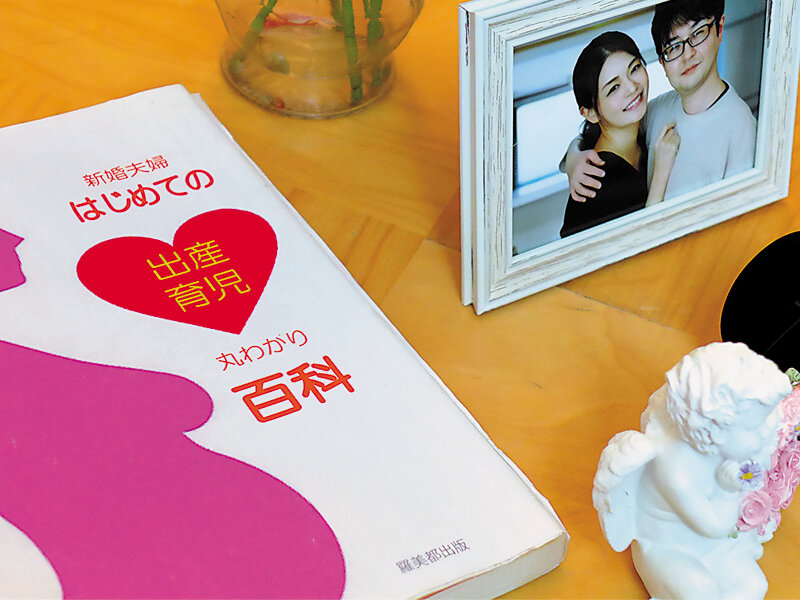 新婚夫婦
はじめての
出産
育児
丸わかり
百科
羅美都出版